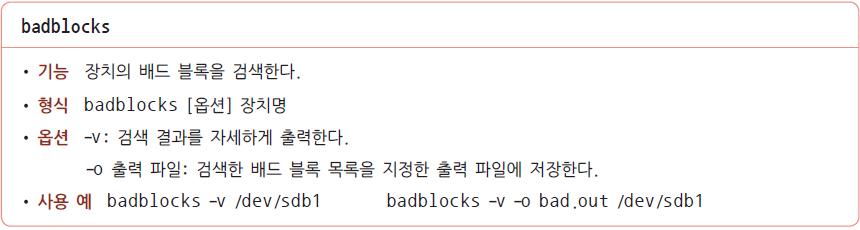 badblocks
• 기능 장치의 배드 블록을 검색한다.
• 형식 badblocks [옵션] 장치명
• 옵션 -v: 검색 결과를 자세하게 출력한다.
-o 출력 파일: 검색한 배드 블록 목록을 지정한 출력 파일에 저장한다.
• 사용 예 badblocks -v /dev/sdb1 badblocks -v -o bad.out /dev/sdb1